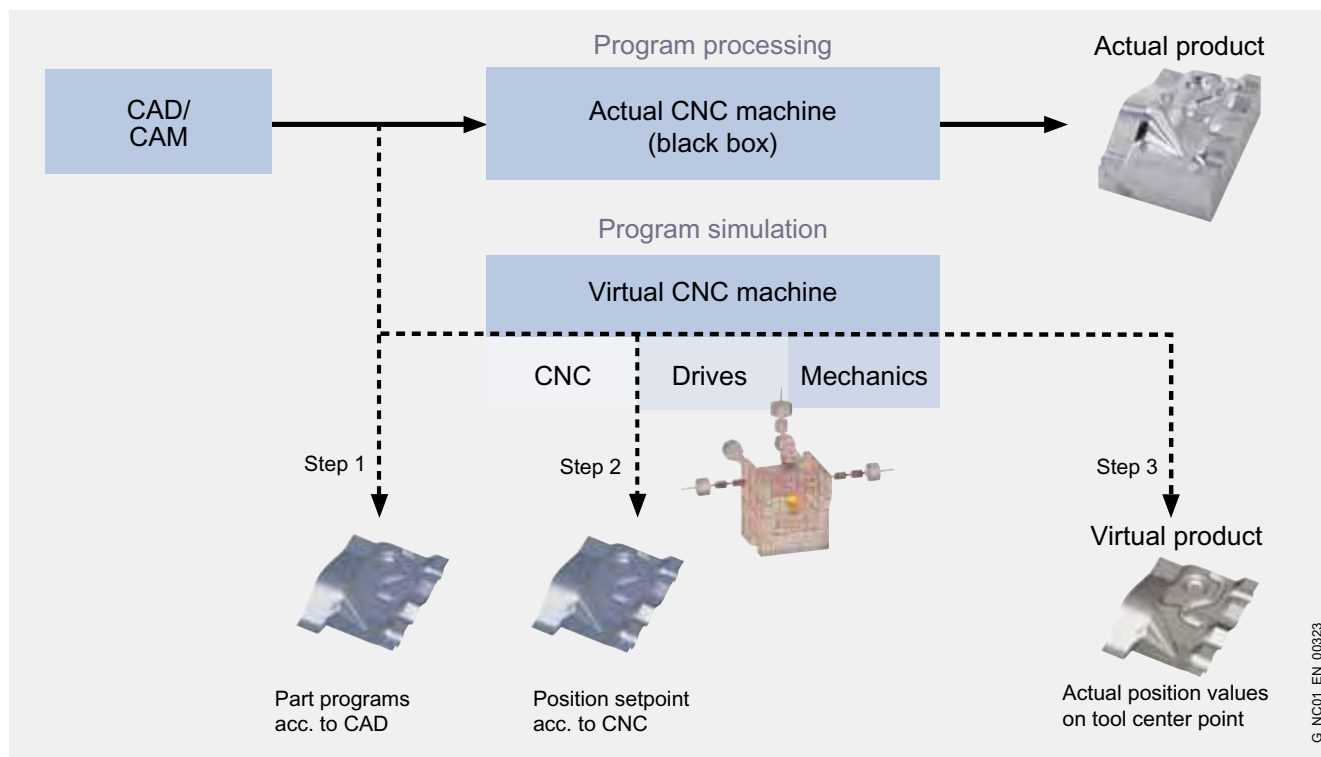 Program processing
Actual product
CAD/
CAM
Actual CNC machine
(black box)
Program simulation
Virtual CNC machine
CNC
Drives
Mechanics
Step 1
Step 2
Step 3
Virtual product
Part programs
acc. to CAD
Position setpoint
acc. to CNC
Actual position values
on tool center point
G_NC01_EN_00323